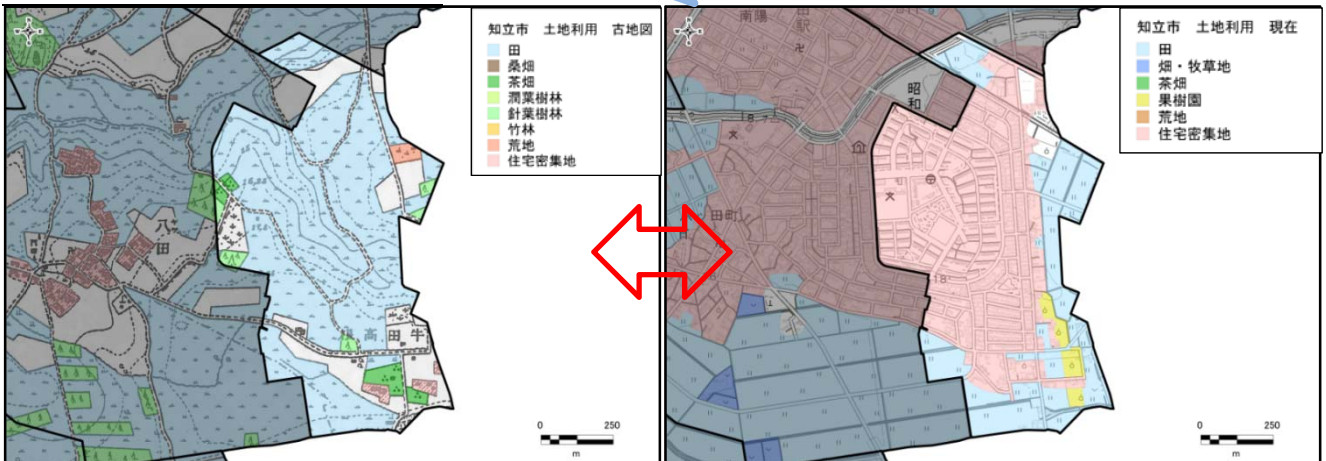 知立市 土地利用 古地図
田
桑畑
茶畑
潤葉樹林
針葉樹林
竹林
荒地
住宅密集地
八田
高田牛
0 250
m
南陽
田駅
昭和
田町
18
知立市 土地利用 現在
田
畑・牧草地
茶畑
果樹園
荒地
住宅密集地
0 250
m